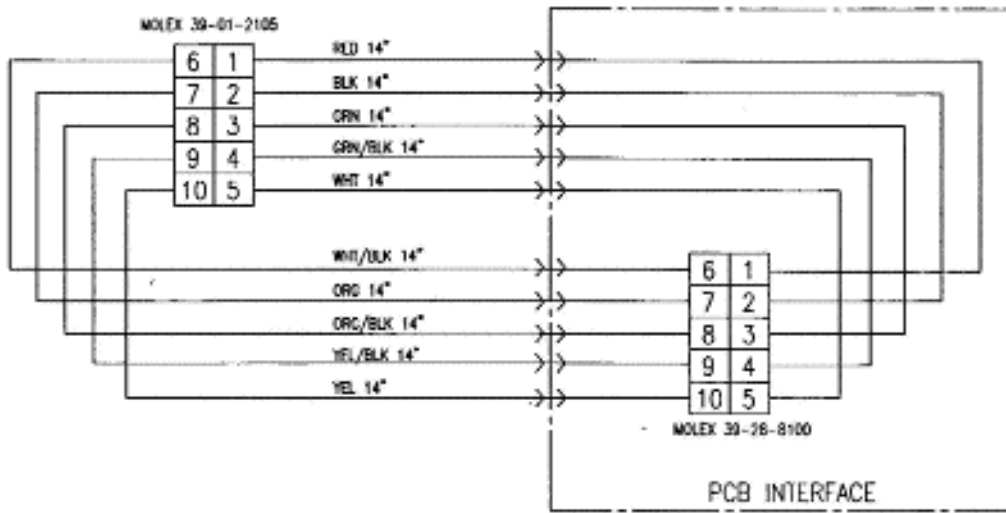 MOLEX 39-01-2105
6 1
7 2
8 3
9 4
10 5
RED 14"
BLK 14"
GRN 14"
GRN/BLK 14"
WHT 14"
WHT/BLK 14"
ORG 14"
ORG/BLK 14"
YEL/BLK 14"
YEL 14"
6 1
7 2
8 3
9 4
10 5
MOLEX 39-28-8100
PCB INTERFACE